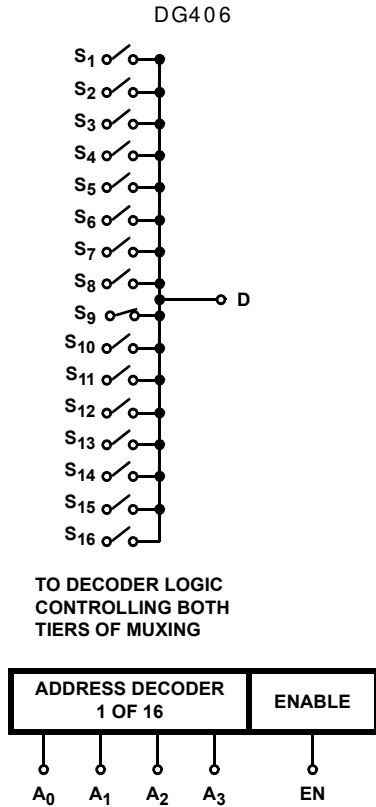 DG406
S1
S2
S3
S4
S5
S6
S7
S8
D
S9
S10
S11
S12
S13
S14
S15
S16
TO DECODER LOGIC
CONTROLLING BOTH
TIERS OF MUXING
ADDRESS DECODER
1 OF 16
ENABLE
A0 A1 A2 A3 EN